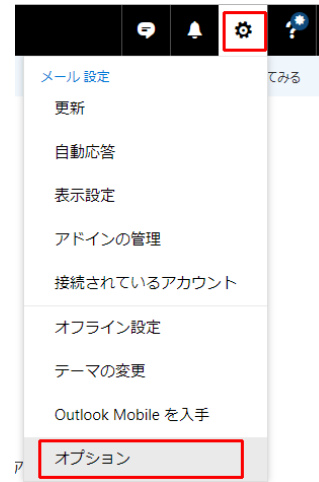 メール 設定
てみる
更新
自動応答
表示設定
アドインの管理
接続されているアカウント
オフライン設定
テーマの変更
Outlook Mobile を入手
ア
オプション